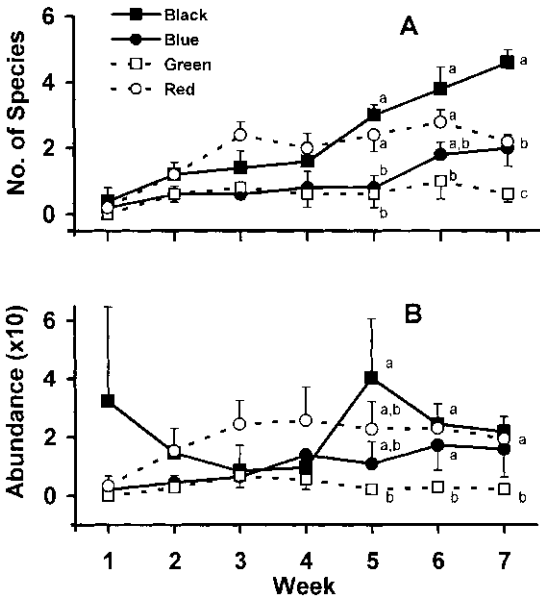 Black
Blue
Green
Red
A
No. of Species
6
4
2
0
a
a
a
a
a
a,b
b
b
b
b
c
B
Abundance (x10)
6
4
2
0
a
a,b
a,b
b
a
a
b
a
b
1 2 3 4 5 6 7
Week